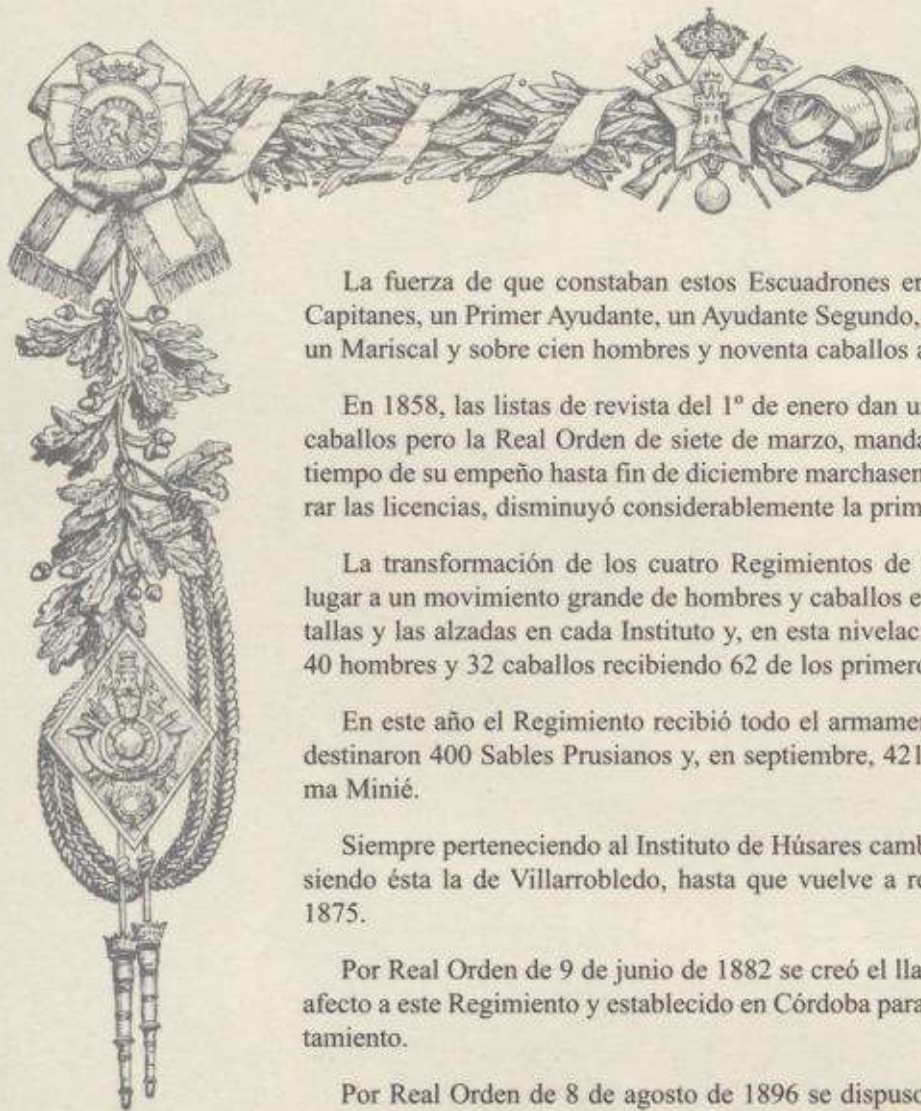 La fuerza de que constaban estos Escuadrones er
Capitanes, un Primer Ayudante, un Ayudante Segundo,
un Mariscal y sobre cien hombres y noventa caballos a
En 1858, las listas de revista del 1º de enero dan u
caballos pero la Real Orden de siete de marzo, manda
tiempo de su empeño hasta fin de diciembre marchasen
rar las licencias, disminuyó considerablemente la prim
La transformación de los cuatro Regimientos de
lugar a un movimiento grande de hombres y caballos e
tallas y las alzadas en cada Instituto y, en esta nivelaci
40 hombres y 32 caballos recibiendo 62 de los primero
En este año el Regimiento recibió todo el armamen
destinaron 400 Sables Prusianos y, en septiembre, 421
ma Minié.
Siempre perteneciendo al Instituto de Húsares camb
siendo ésta la de Villarrobledo, hasta que vuelve a re
1875.
Por Real Orden de 9 de junio de 1882 se creó el lla
afecto a este Regimiento y establecido en Córdoba para
tamiento.
Por Real Orden de 8 de agosto de 1896 se dispuso